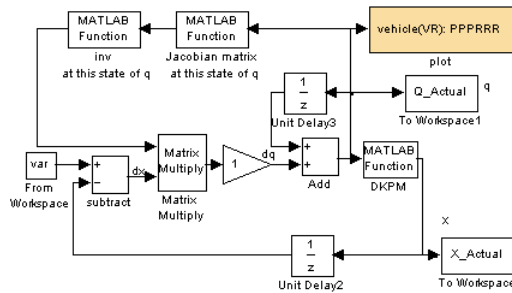 MATLAB
Function
inv
at this state of q
MATLAB
Function
Jacobian matrix
at this state of q
vehicle(VR): PPPRRR
plot
1
z
Unit Delay3
Q_Actual
q
To Workspace1
var
From
Workspace
+
−
subtract
dx
Matrix
Multiply
Matrix
Multiply
1
dq
+
+
Add
MATLAB
Function
DKPM
1
z
Unit Delay2
X
X_Actual
To Workspace